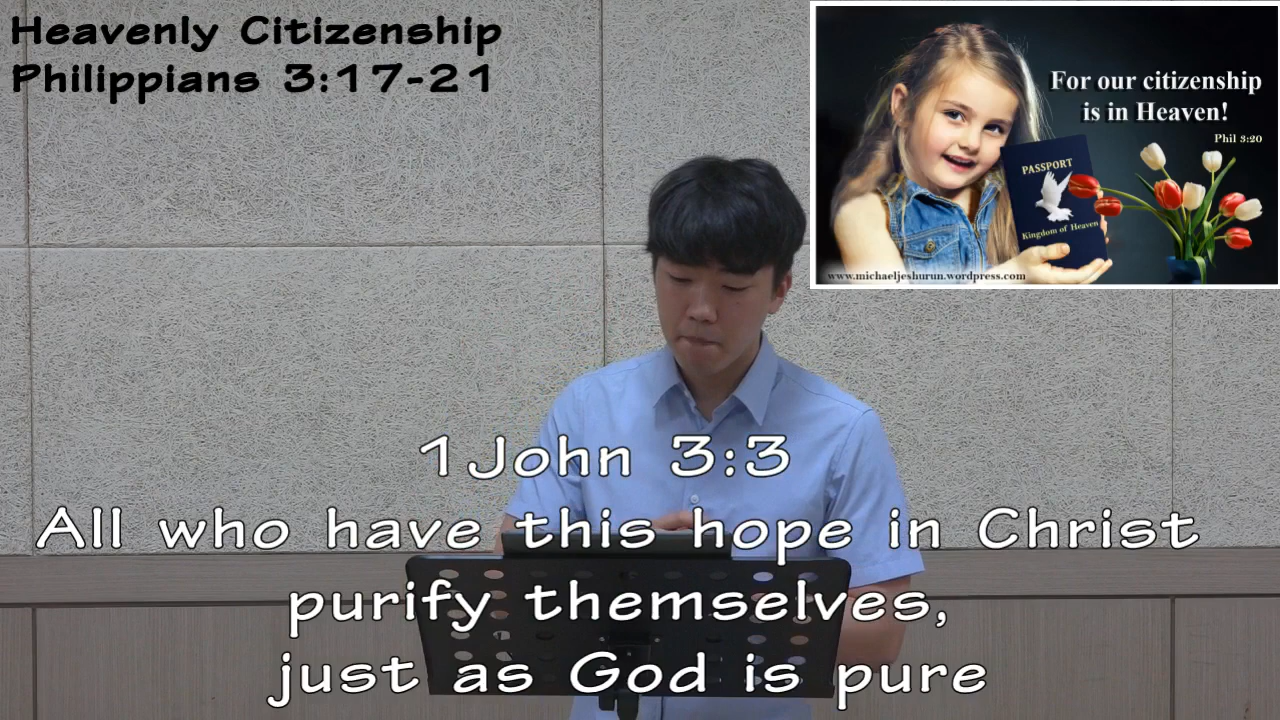 Heavenly Citizenship
Philippians 3:17-21
For our citizenship
is in Heaven!
Phil 3:20
PASSPORT
Kingdom of Heaven
www.michaeljeshurun.wordpress.com
1John 3:3
All who have this hope in Christ
purify themselves,
just as God is pure